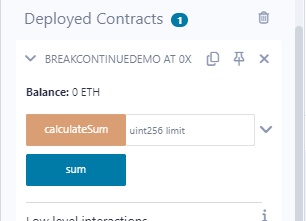 Deployed Contracts 1
BREAKCONTINUEDEMO AT 0X
Balance: 0 ETH
calculateSum uint256 limit
sum
Low level interactions